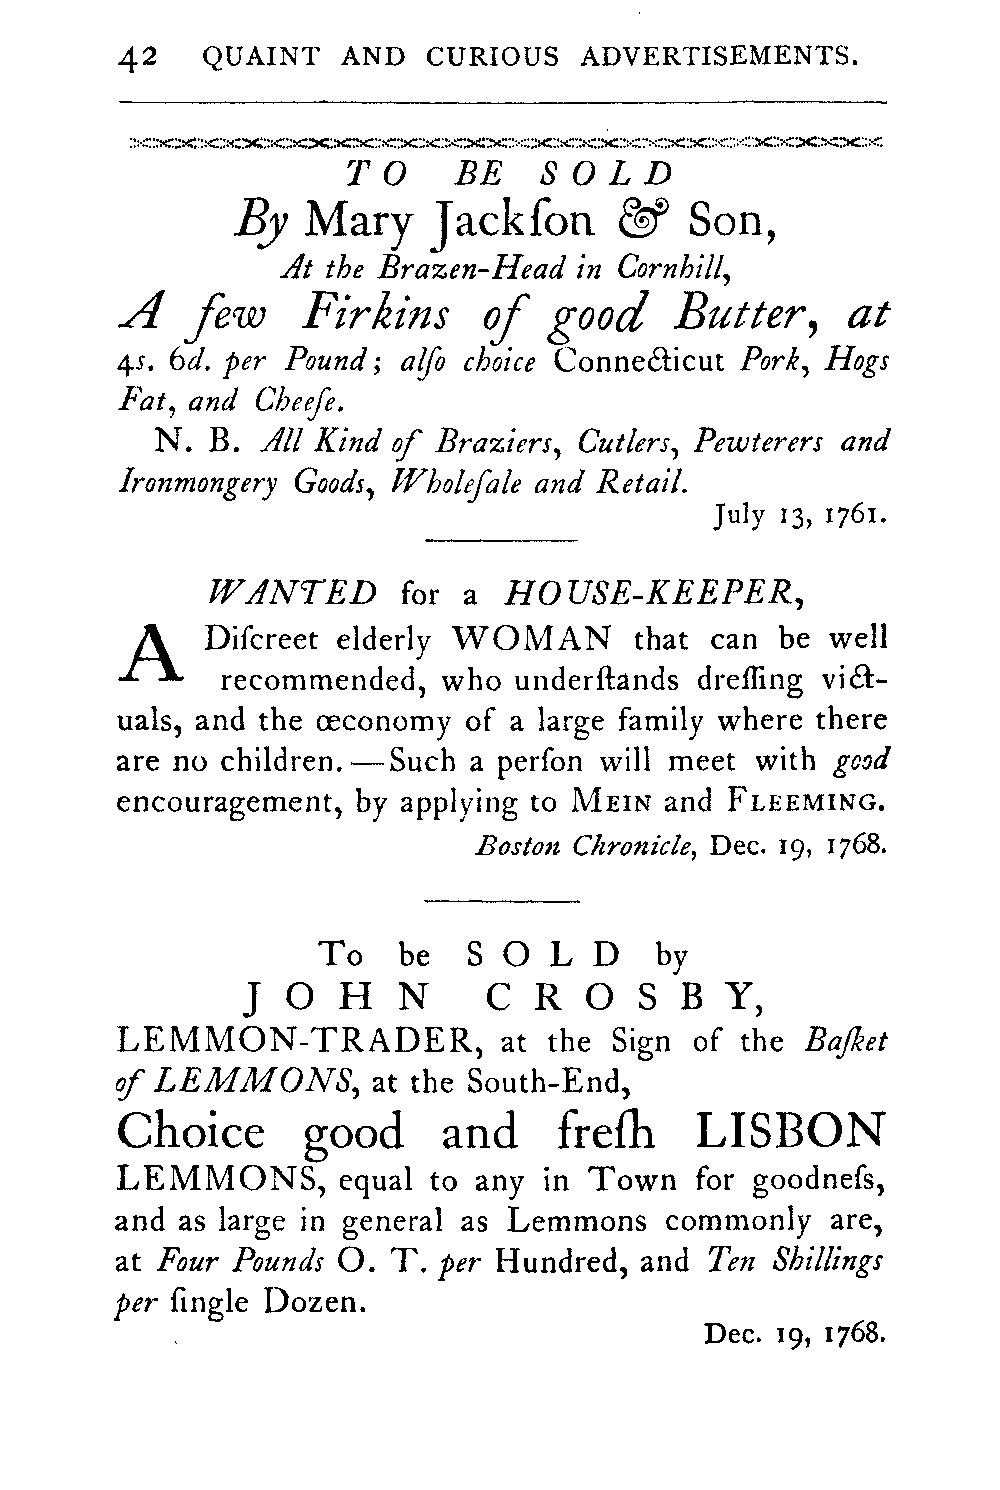 42 QUAINT AND CURIOUS ADVERTISEMENTS.
TO BE SOLD
By Mary Jackſon & Son,
At the Brazen-Head in Cornhill,
A few Firkins of good Butter, at
4s. 6d. per Pound; alſo choice Connecticut Pork, Hogs
Fat, and Cheeſe.
N. B. All Kind of Braziers, Cutlers, Pewterers and
Ironmongery Goods, Wholeſale and Retail.
July 13, 1761.
WANTED for a HOUSE-KEEPER,
A Diſcreet elderly WOMAN that can be well
recommended, who underſtands dreſſing vict-
uals, and the œconomy of a large family where there
are no children. —Such a perſon will meet with good
encouragement, by applying to MEIN and FLEEMING.
Boston Chronicle, Dec. 19, 1768.
To be SOLD by
JOHN CROSBY,
LEMMON-TRADER, at the Sign of the Baſket
of LEMMONS, at the South-End,
Choice good and freſh LISBON
LEMMONS, equal to any in Town for goodneſs,
and as large in general as Lemmons commonly are,
at Four Pounds O. T. per Hundred, and Ten Shillings
per ſingle Dozen.
Dec. 19, 1768.